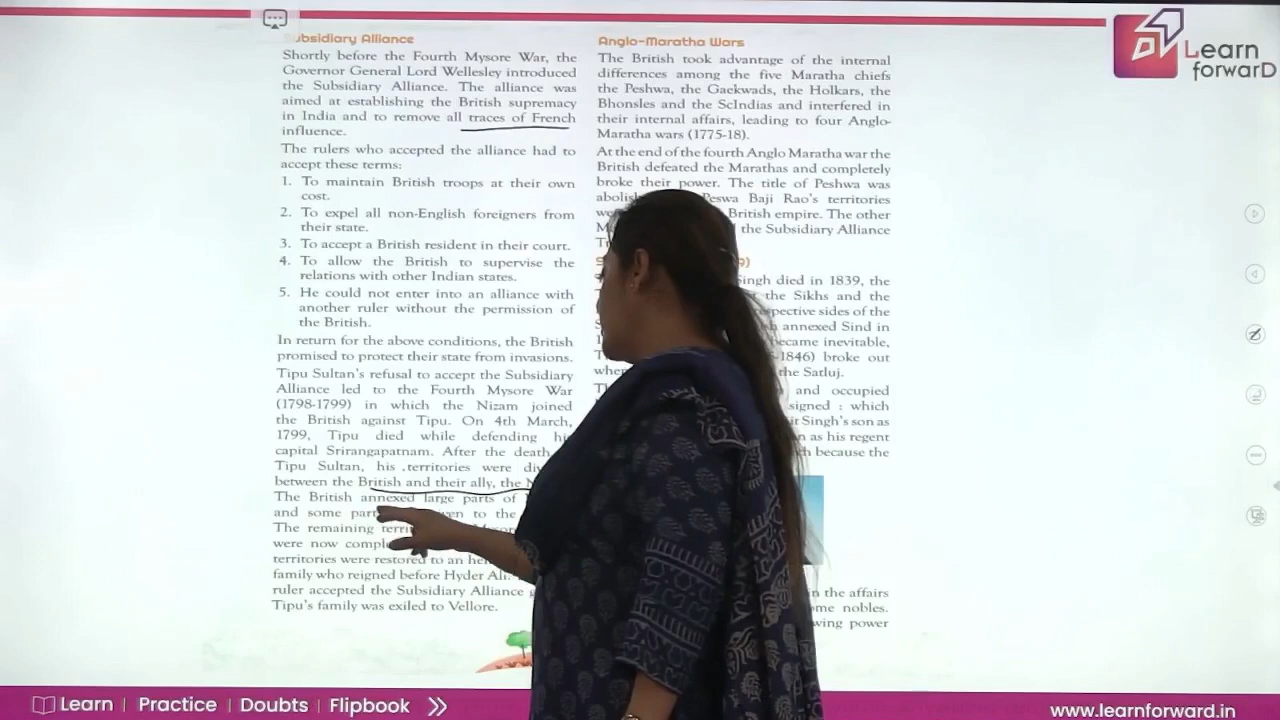 ubsidiary Alliance
Shortly before the Fourth Mysore War, the
Governor General Lord Wellesley introduced
the Subsidiary Alliance. The alliance was
aimed at establishing the British supremacy
in India and to remove all traces of French
influence.
The rulers who accepted the alliance had to
accept these terms:
1. To maintain British troops at their own
cost.
2. To expel all non-English foreigners from
their state.
3. To accept a British resident in their court.
4. To allow the British to supervise the
relations with other Indian states.
5. He could not enter into an alliance with
another ruler without the permission of
the British.
In return for the above conditions, the British
promised to protect their state from invasions.
Tipu Sultan's refusal to accept the Subsidiary
Alliance led to the Fourth Mysore War
(1798-1799) in which the Nizam joined
the British against Tipu. On 4th March,
1799, Tipu died while defending
capital Srirangapatnam. After the death
Tipu Sultan, his .territories were
between the British and their ally, the
The British annexed large parts of
and some to the
The remaining
were now
territories were restored to an
family who reigned before Hyder Ali.
ruler accepted the Subsidiary Alliance
Tipu's family was exiled to Vellore.
Anglo-Maratha Wars
The British took advantage of the internal
differences among the five Maratha chiefs
the Peshwa, the Gaekwads, the Holkars, the
Bhonsles and the ScIndias and interfered in
their internal affairs, leading to four Anglo-
Maratha wars (1775-18).
At the end of the fourth Anglo Maratha war the
British defeated the Marathas and completely
broke their power. The title of Peshwa was
Peswa Baji Rao's territories
British empire. The other
the Subsidiary Alliance
Singh died in 1839, the
the Sikhs and the
sides of the
annexed Sind in
became inevitable,
1846) broke out
the Satluj.
and occupied
signed : which
Singh's son as
as his regent
because the
in the affairs
nobles.
power
Learn
forwarD
Learn | Practice | Doubts | Flipbook
www.learnforward.in